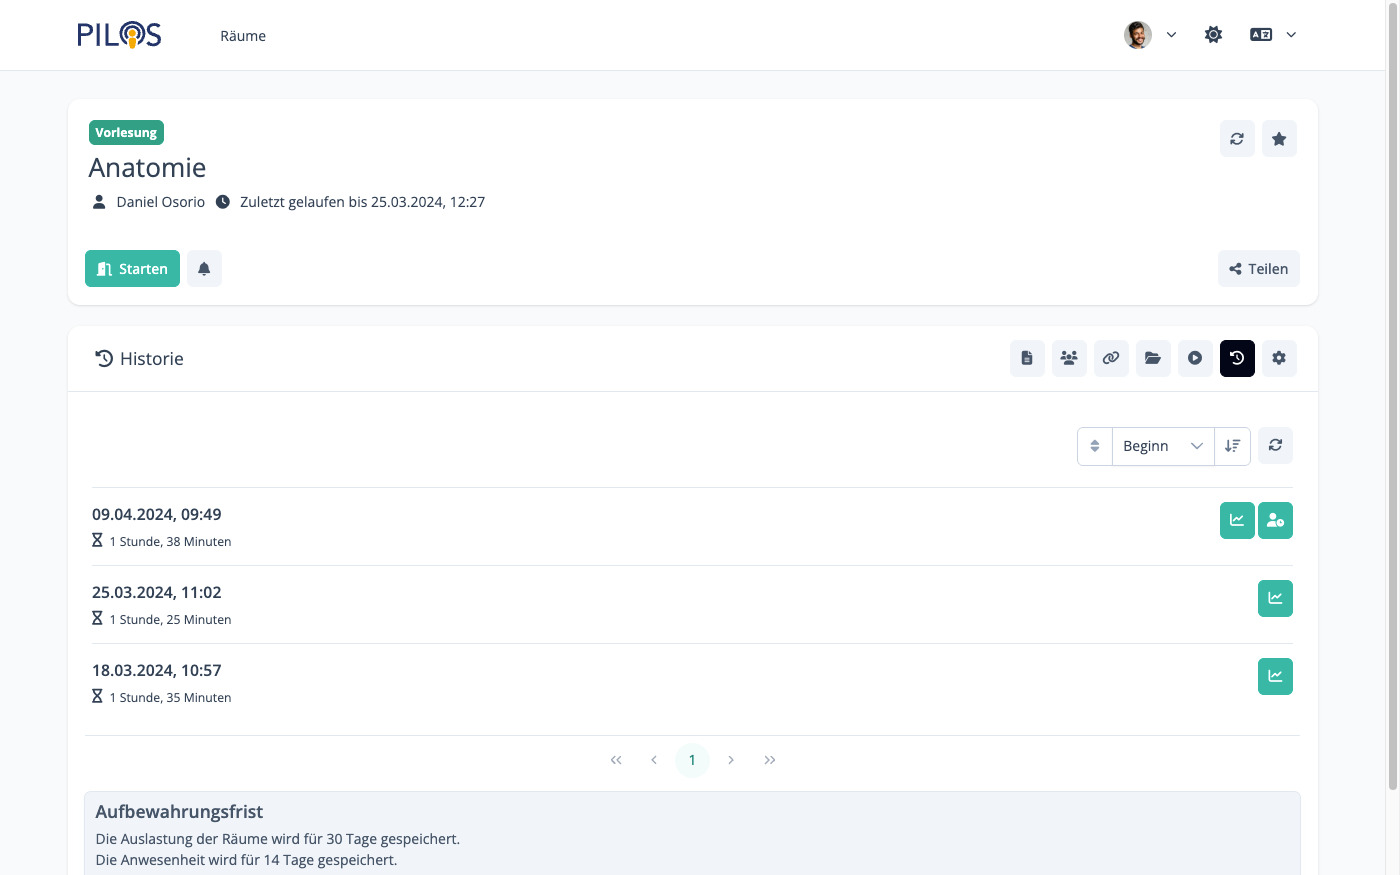 PILOS
Räume
Vorlesung
Anatomie
Daniel Osorio Zuletzt gelaufen bis 25.03.2024, 12:27
Starten
Teilen
Historie
Beginn
09.04.2024, 09:49
1 Stunde, 38 Minuten
25.03.2024, 11:02
1 Stunde, 25 Minuten
18.03.2024, 10:57
1 Stunde, 35 Minuten
1
Aufbewahrungsfrist
Die Auslastung der Räume wird für 30 Tage gespeichert.
Die Anwesenheit wird für 14 Tage gespeichert.